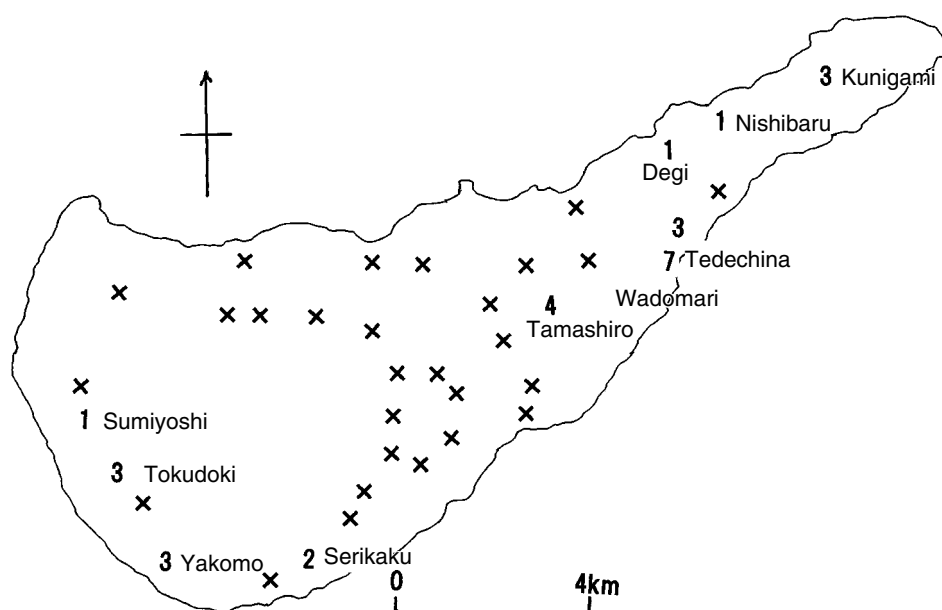 3 Kunigami
1 Nishibaru
1
Degi
3
7 Tedechina
Wadomari
4
Tamashiro
1 Sumiyoshi
3 Tokudoki
3 Yakomo
2 Serikaku
0 4km